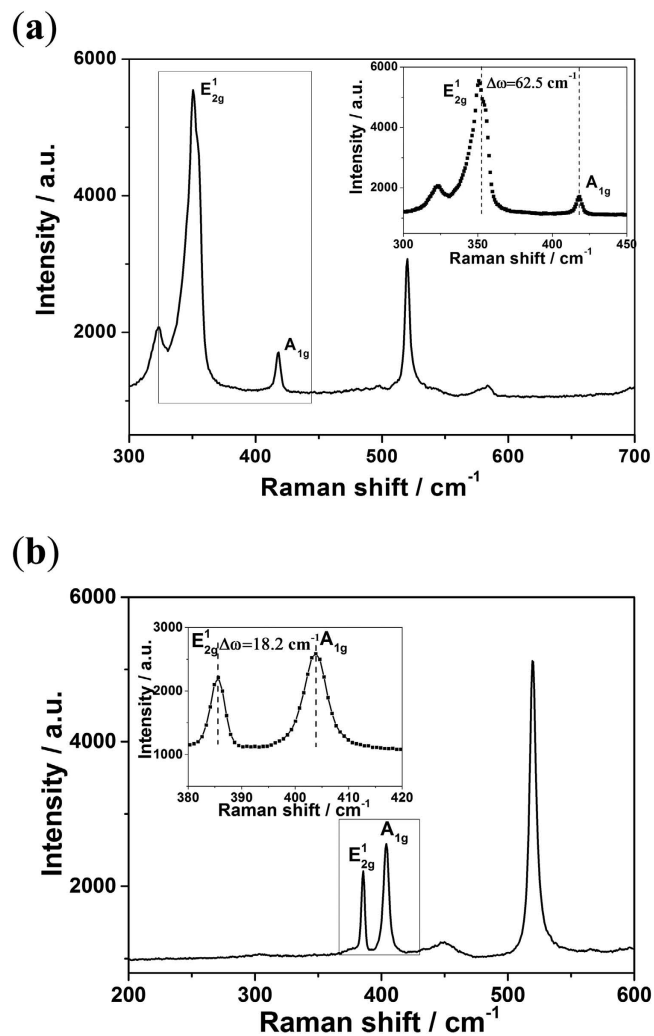 (a)
6000
4000
2000
Intensity / a.u.
E¹2g
A1g
300 400 500 600 700
Raman shift / cm⁻¹
6000
4000
2000
Intensity / a.u.
E¹2g
Δω=62.5 cm⁻¹
A1g
300 350 400 450
Raman shift / cm⁻¹
(b)
6000
4000
2000
Intensity / a.u.
E¹2g
A1g
200 300 400 500 600
Raman shift / cm⁻¹
3000
2000
1000
Intensity / a.u.
E¹2g Δω=18.2 cm⁻¹ A1g
380 390 400 410 420
Raman shift / cm⁻¹